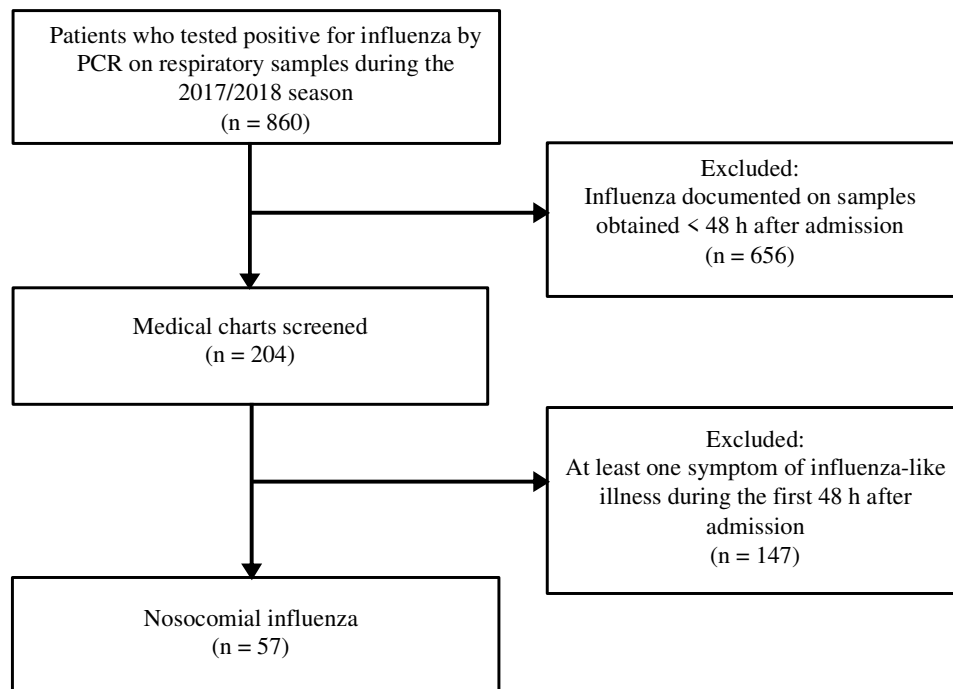 Patients who tested positive for influenza by
PCR on respiratory samples during the
2017/2018 season
(n = 860)
Excluded:
Influenza documented on samples
obtained < 48 h after admission
(n = 656)
Medical charts screened
(n = 204)
Excluded:
At least one symptom of influenza-like
illness during the first 48 h after
admission
(n = 147)
Nosocomial influenza
(n = 57)